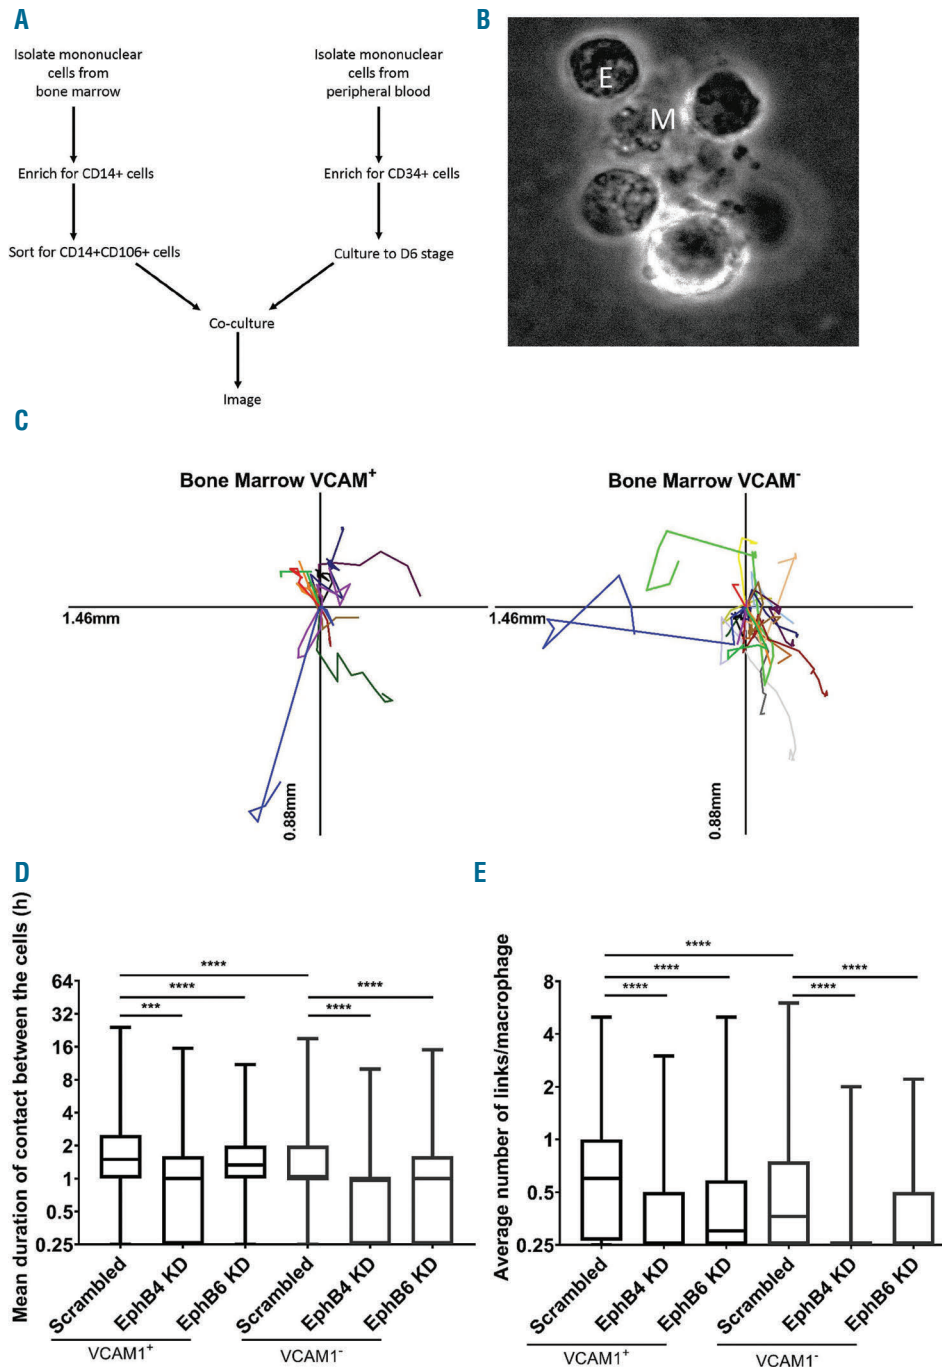 A
Isolate mononuclear
cells from
bone marrow
Isolate mononuclear
cells from
peripheral blood
Enrich for CD14+ cells
Enrich for CD34+ cells
Sort for CD14+CD106+ cells
Culture to D6 stage
Co-culture
Image
B
E
M
C
Bone Marrow VCAM+
1.46mm
0.88mm
Bone Marrow VCAM-
1.46mm
0.88mm
D
Mean duration of contact between the cells (h)
64
32
16
8
4
2
1
0.5
0.25
****
****
***
****
****
Scrambled
EphB4 KD
EphB6 KD
Scrambled
EphB4 KD
EphB6 KD
VCAM1+
VCAM1-
E
Average number of links/macrophage
8
4
2
1
0.5
0.25
****
****
****
****
****
Scrambled
EphB4 KD
EphB6 KD
Scrambled
EphB4 KD
EphB6 KD
VCAM1+
VCAM1-